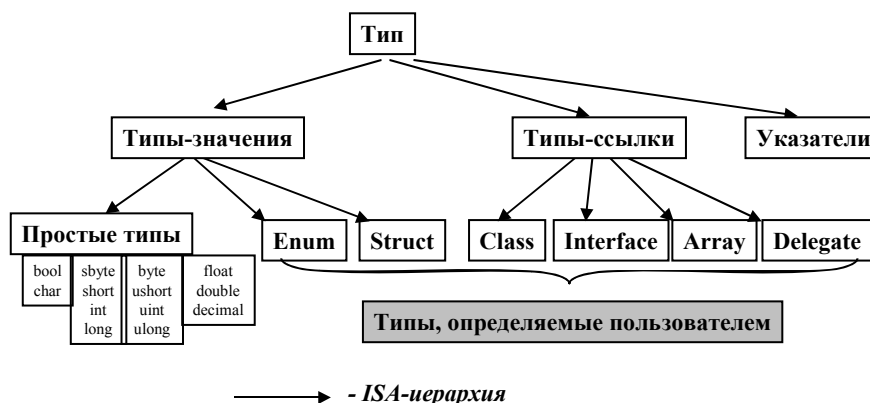 Тип
Типы-значения
Типы-ссылки
Указатели
Простые типы
Enum
Struct
Class
Interface
Array
Delegate
bool
char
sbyte
short
int
long
byte
ushort
uint
ulong
float
double
decimal
Типы, определяемые пользователем
- ISA-иерархия